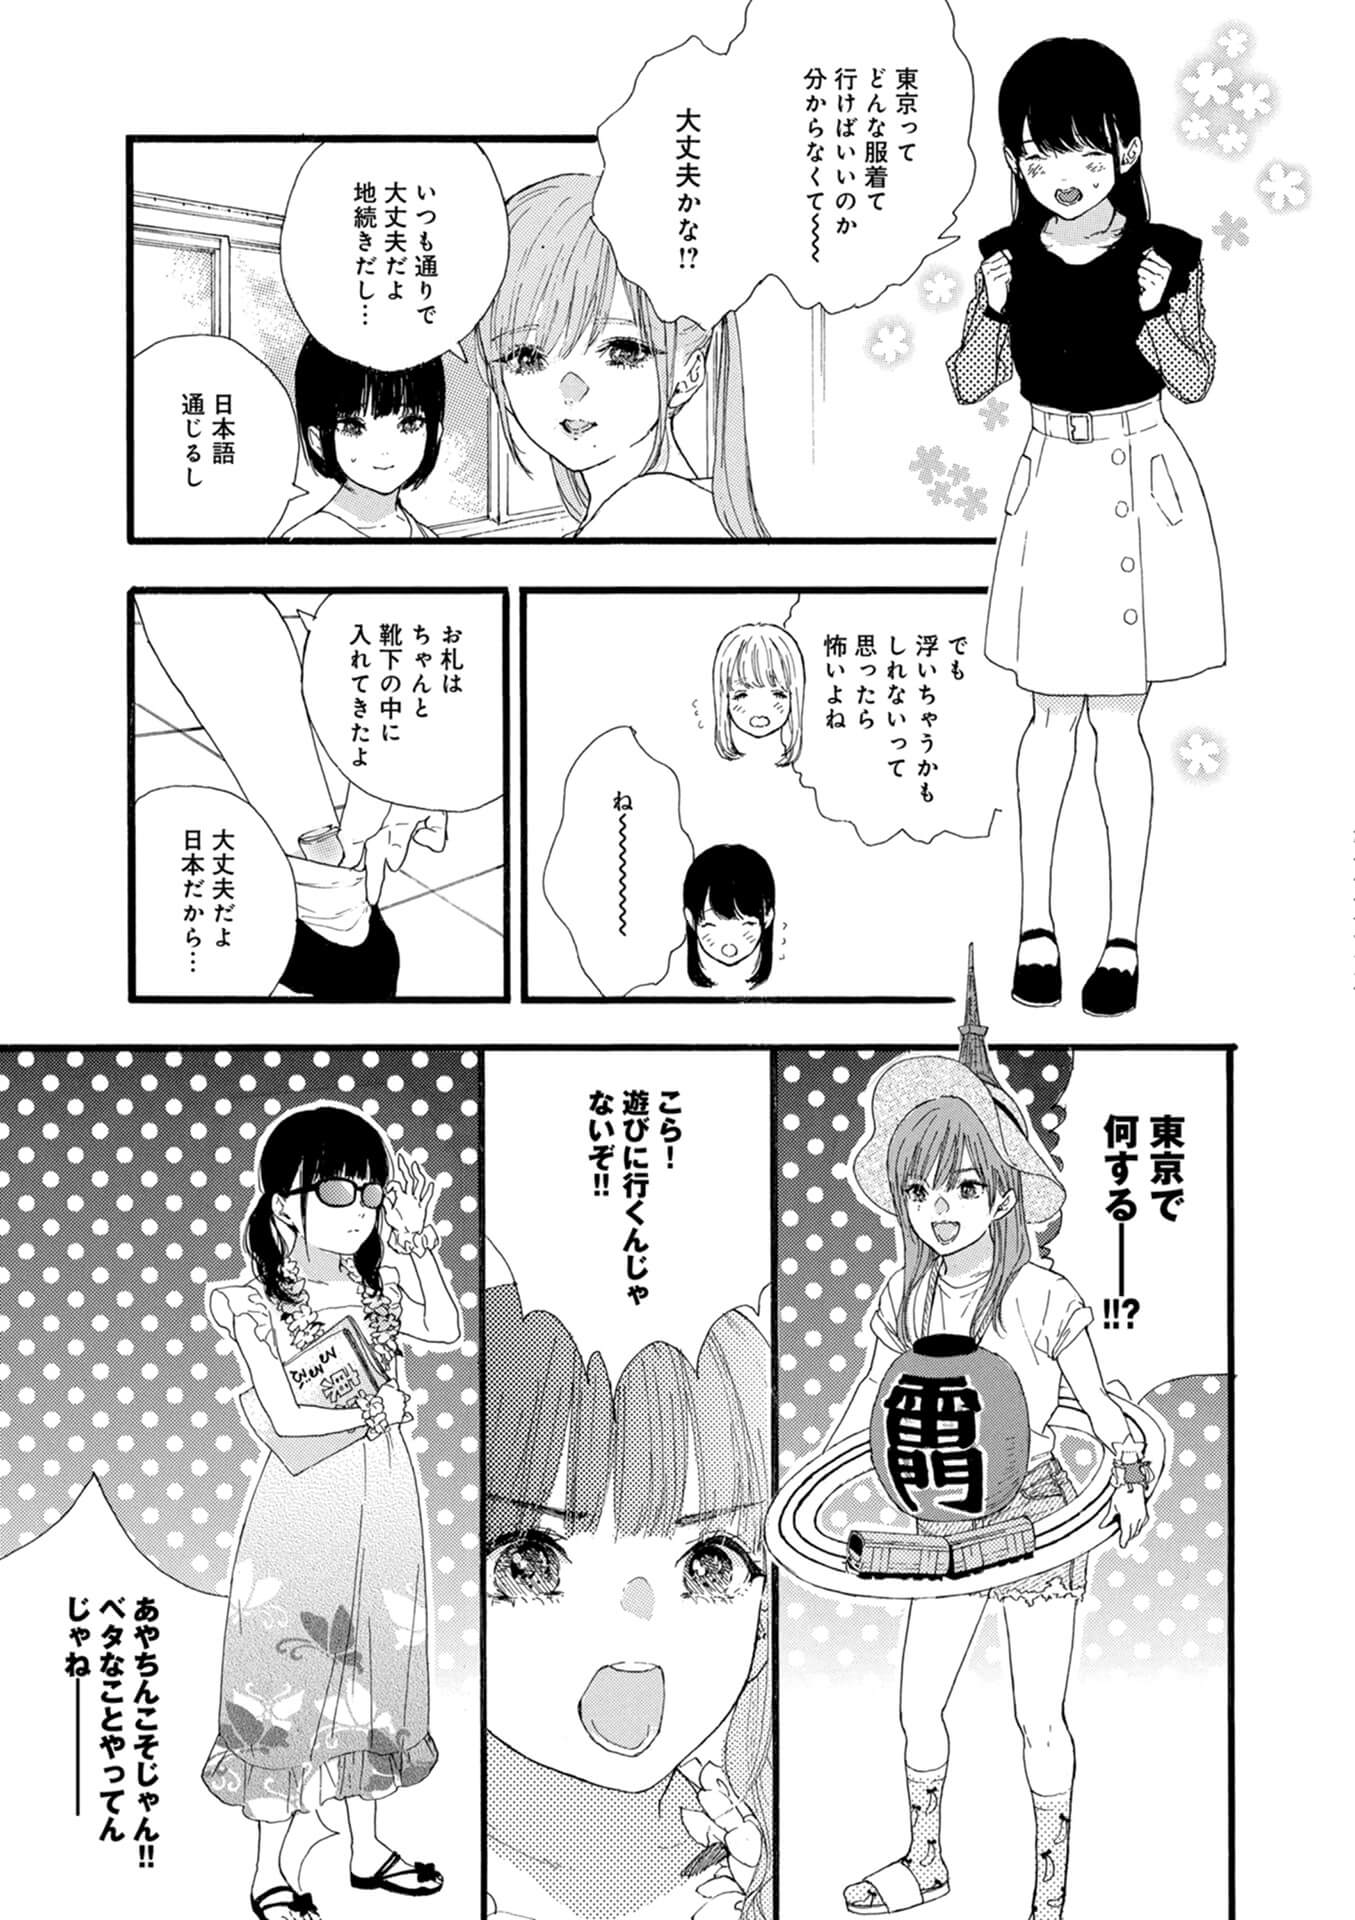 東京って
どんな服着て
行けばいいのか
分からなくて〜〜〜
大丈夫かな!?
いつも通りで
大丈夫だよ
地続きだし…
日本語
通じるし
でも
浮いちゃうかも
しれないって
思ったら
怖いよね
ね〜〜〜〜〜〜
お札は
ちゃんと
靴下の中に
入れてきたよ
大丈夫だよ
日本だから…
東京で
何する――!!?
雷門
こら!
遊びに行くんじゃ
ないぞ!!
あやちんこそじゃん!!
ベタなことやってん
じゃね――――